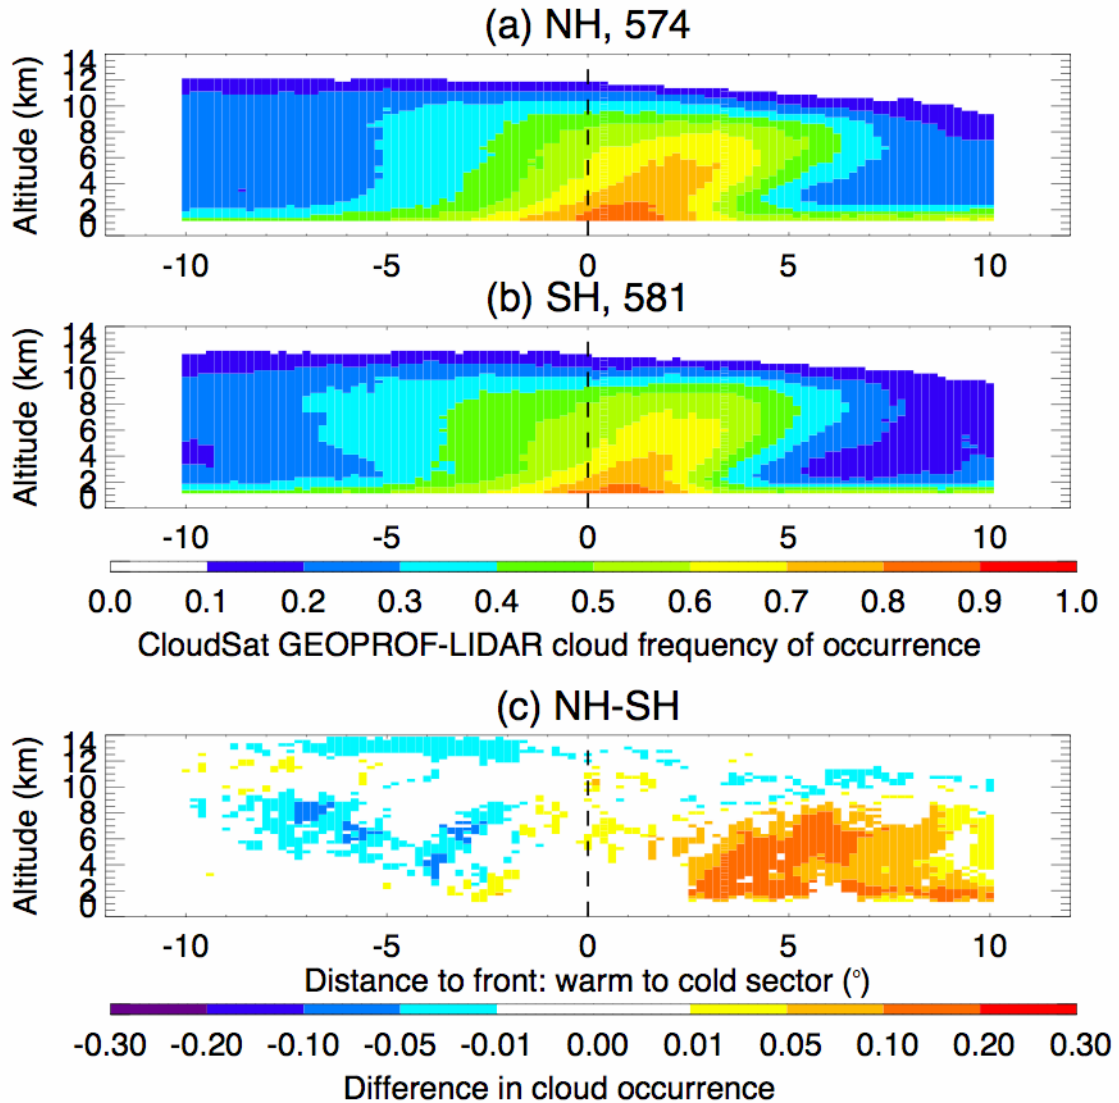 (a) NH, 574
Altitude (km)
14
12
10
8
6
4
2
0
-10 -5 0 5 10
(b) SH, 581
Altitude (km)
14
12
10
8
6
4
2
0
-10 -5 0 5 10
0.0 0.1 0.2 0.3 0.4 0.5 0.6 0.7 0.8 0.9 1.0
CloudSat GEOPROF-LIDAR cloud frequency of occurrence
(c) NH-SH
Altitude (km)
14
12
10
8
6
4
2
0
-10 -5 0 5 10
Distance to front: warm to cold sector (°)
-0.30 -0.20 -0.10 -0.05 -0.01 0.00 0.01 0.05 0.10 0.20 0.30
Difference in cloud occurrence